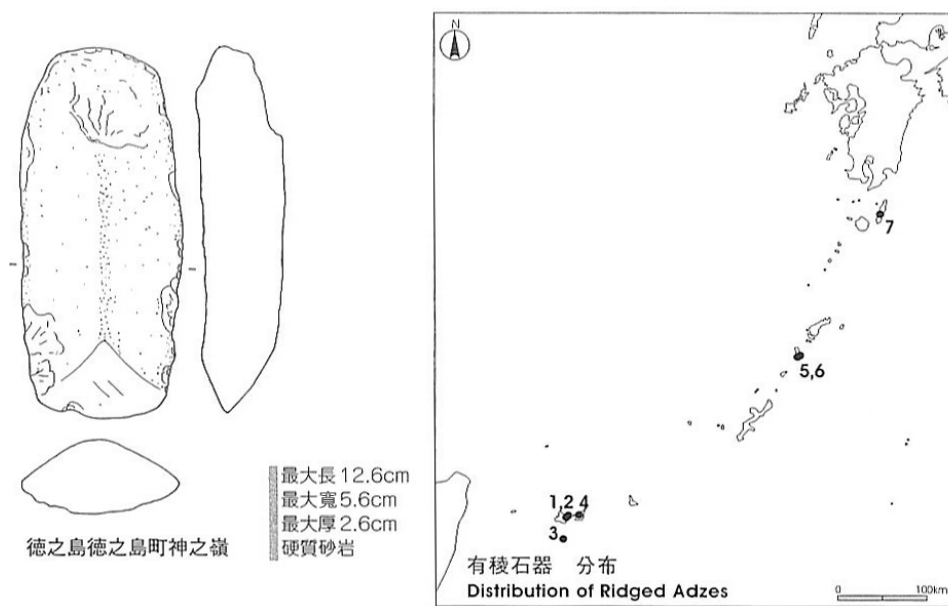 最大長12.6cm
最大寬5.6cm
最大厚2.6cm
硬質砂岩
徳之島徳之島町神之嶺
N
7
5,6
1,2 4
3
有稜石器 分布
Distribution of Ridged Adzes
0 100km